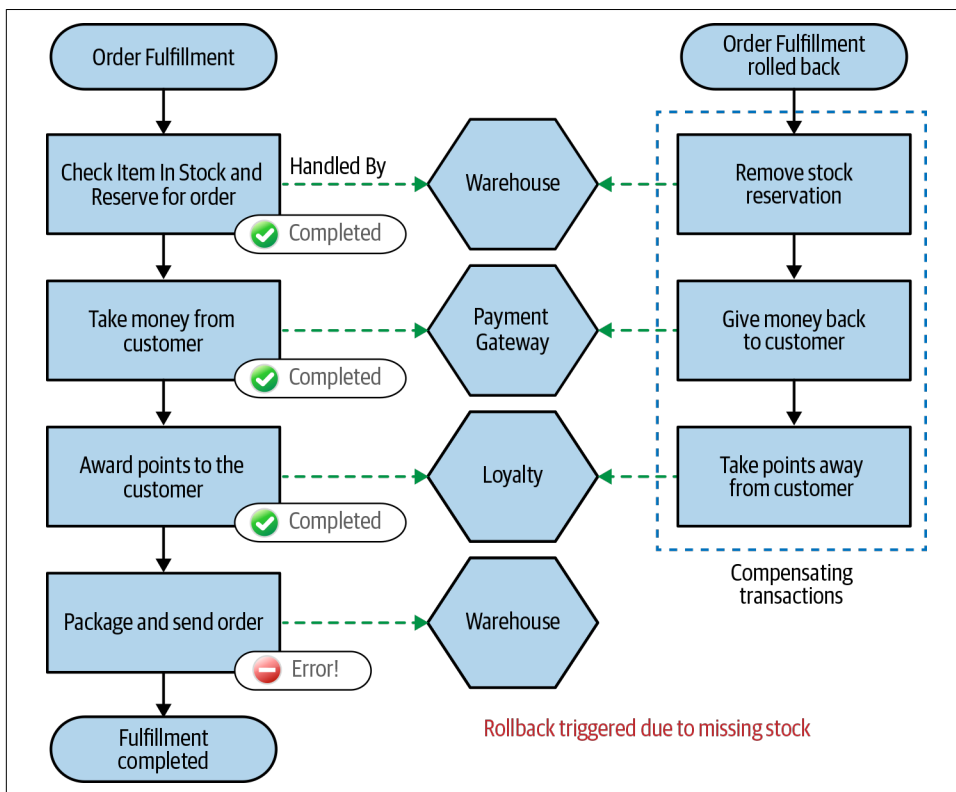 Order Fulfillment
Order Fulfillment
rolled back
Check Item In Stock and
Reserve for order
Handled By
Warehouse
Remove stock
reservation
Completed
Take money from
customer
Payment
Gateway
Give money back
to customer
Completed
Award points to the
customer
Loyalty
Take points away
from customer
Completed
Compensating
transactions
Package and send order
Warehouse
Error!
Rollback triggered due to missing stock
Fulfillment
completed